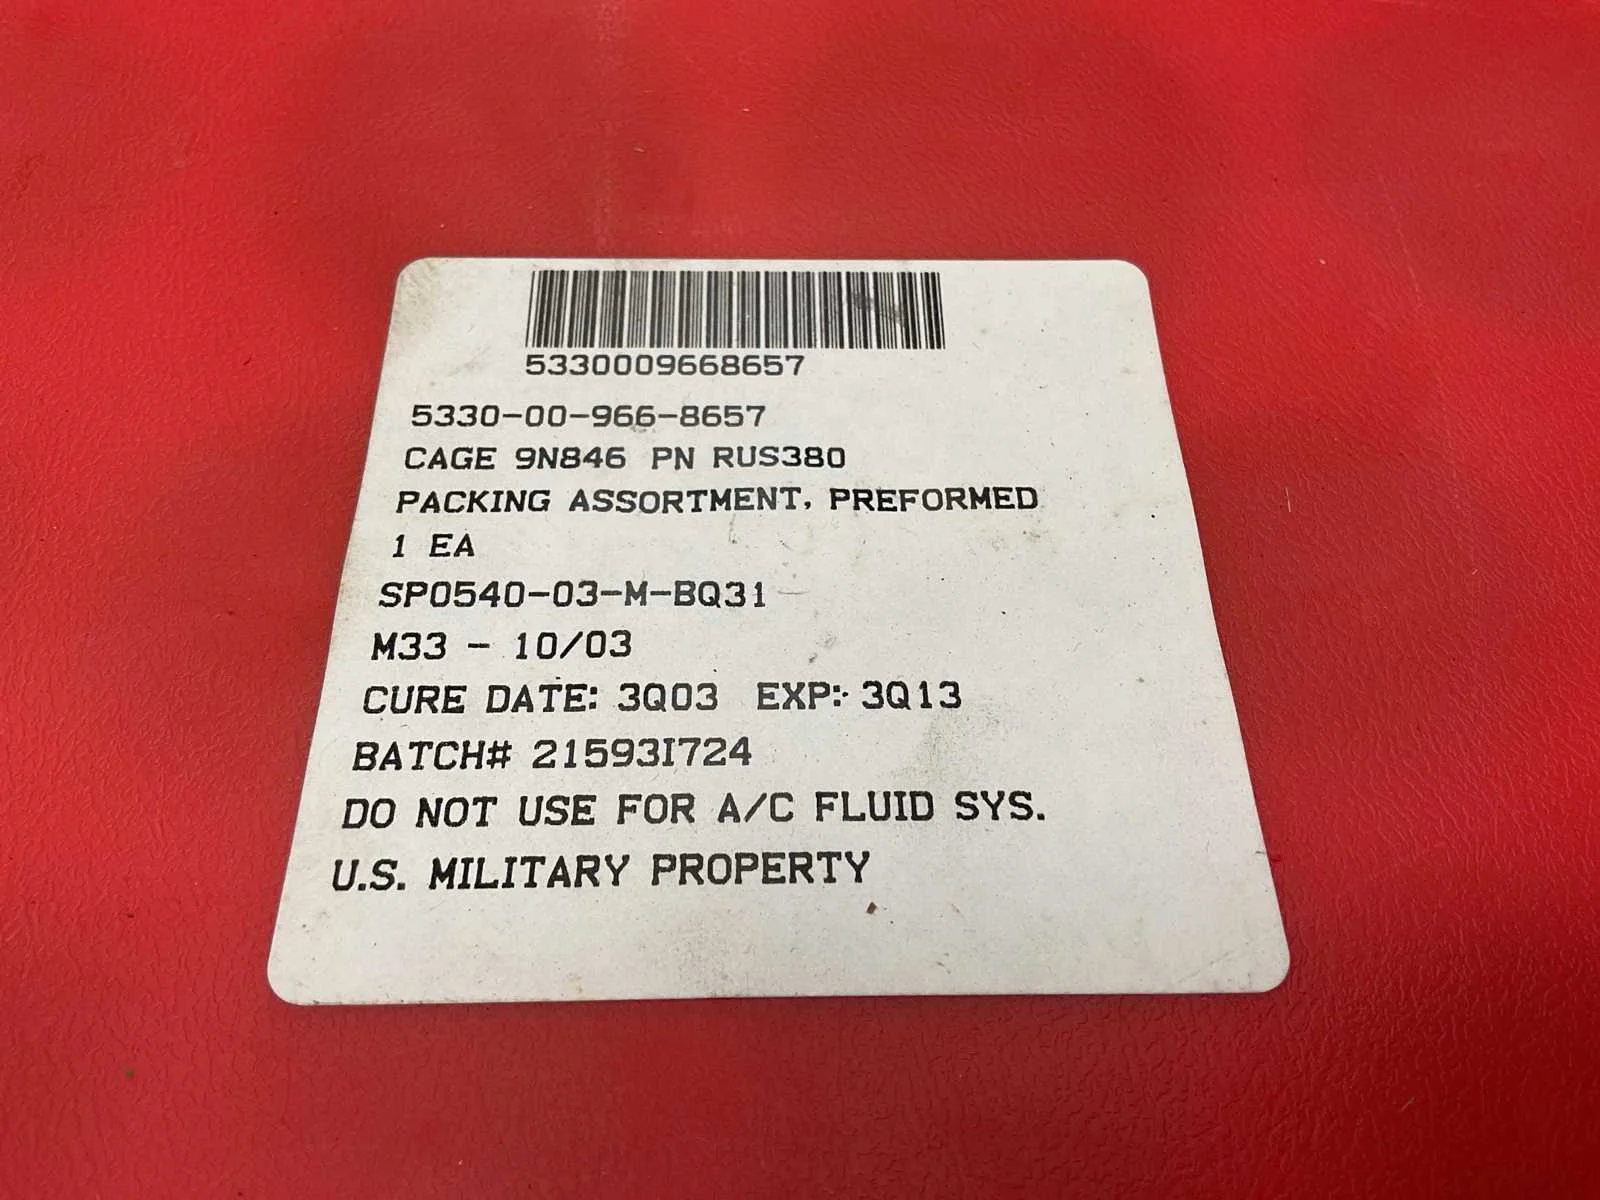 5330009668657
5330-00-966-8657
CAGE 9N846 PN RUS380
PACKING ASSORTMENT, PREFORMED
1 EA
SP0540-03-M-BQ31
M33 - 10/03
CURE DATE: 3Q03 EXP: 3Q13
BATCH# 21593I724
DO NOT USE FOR A/C FLUID SYS.
U.S. MILITARY PROPERTY